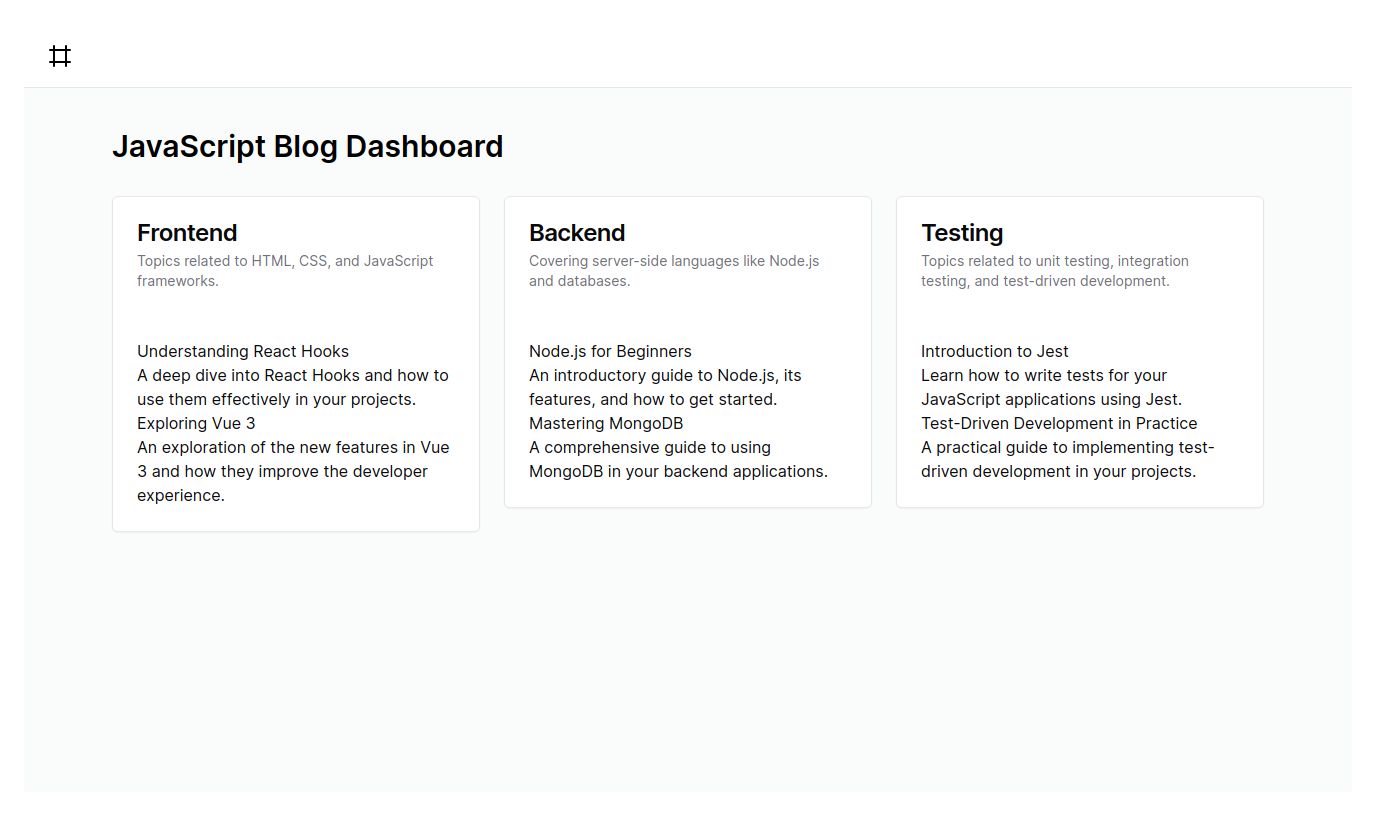 JavaScript Blog Dashboard
Frontend
Topics related to HTML, CSS, and JavaScript
frameworks.
Understanding React Hooks
A deep dive into React Hooks and how to
use them effectively in your projects.
Exploring Vue 3
An exploration of the new features in Vue
3 and how they improve the developer
experience.
Backend
Covering server-side languages like Node.js
and databases.
Node.js for Beginners
An introductory guide to Node.js, its
features, and how to get started.
Mastering MongoDB
A comprehensive guide to using
MongoDB in your backend applications.
Testing
Topics related to unit testing, integration
testing, and test-driven development.
Introduction to Jest
Learn how to write tests for your
JavaScript applications using Jest.
Test-Driven Development in Practice
A practical guide to implementing test-
driven development in your projects.